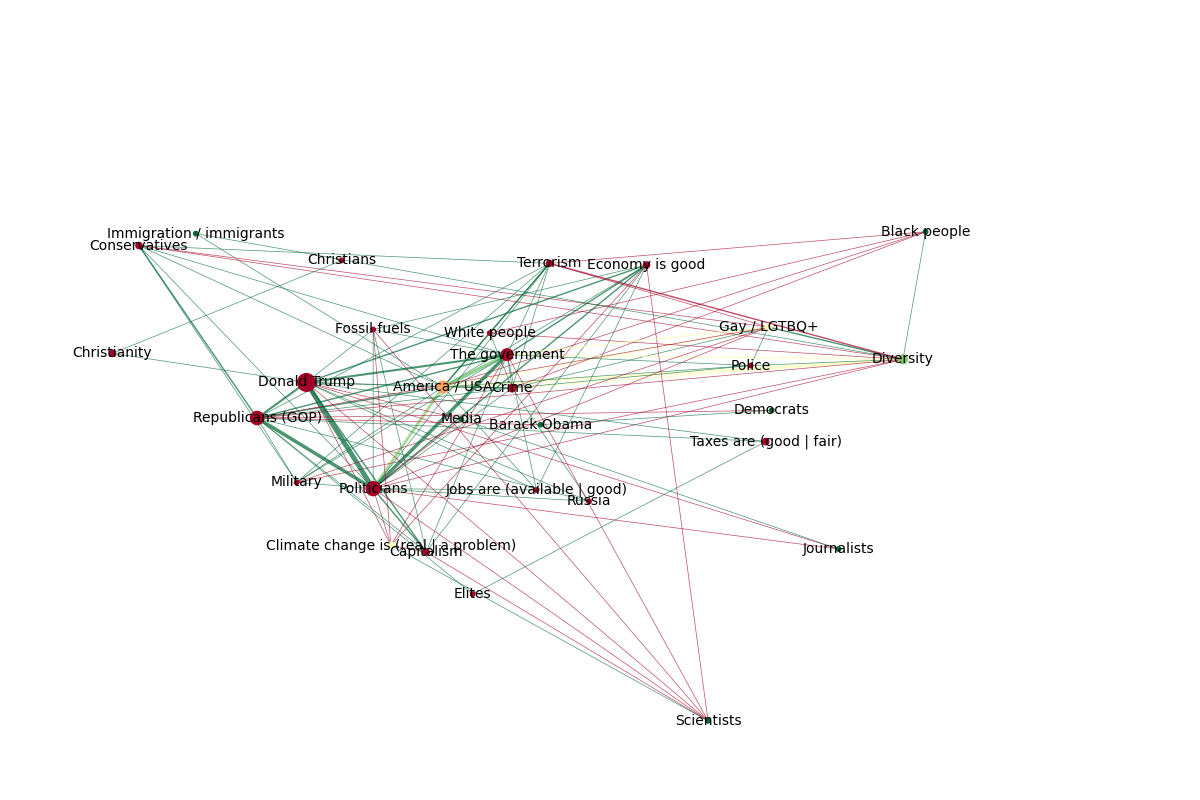 Black people
Immigration / immigrants
Conservatives
Christians
Terrorism
Economy is good
Gay / LGTBQ+
Fossil fuels
White people
Christianity
The government
Diversity
Police
Donald Trump
America / USA
Crime
Democrats
Republicans (GOP)
Media
Barack Obama
Taxes are (good | fair)
Military
Politicians
Jobs are (available | good)
Russia
Climate change is (real | a problem)
Capitalism
Journalists
Elites
Scientists